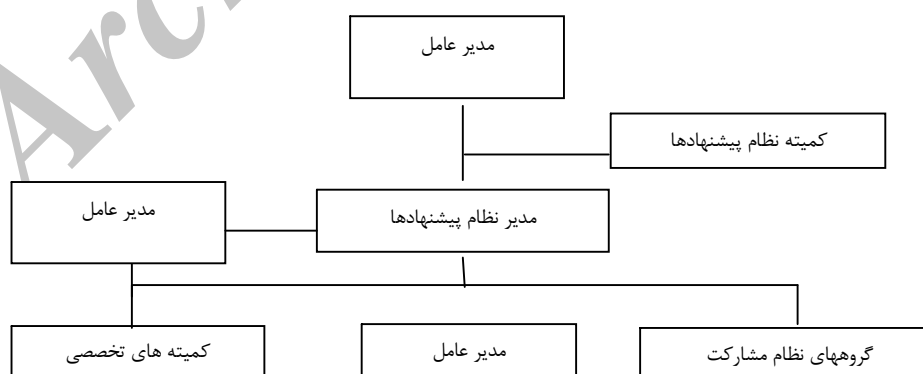 مدیر عامل
کمیته نظام پیشنهادها
مدیر نظام پیشنهادها
مدیر عامل
گروههای نظام مشارکت
مدیر عامل
کمیته های تخصصی